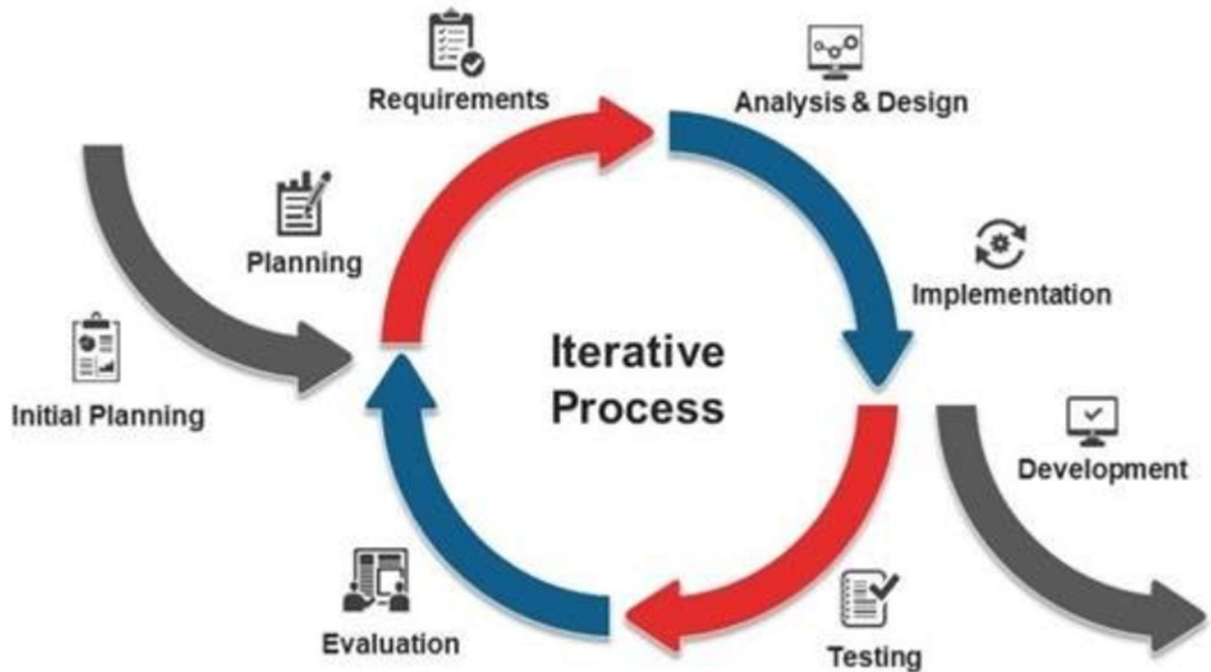 Requirements
Analysis & Design
Planning
Implementation
Iterative
Process
Initial Planning
Development
Evaluation
Testing